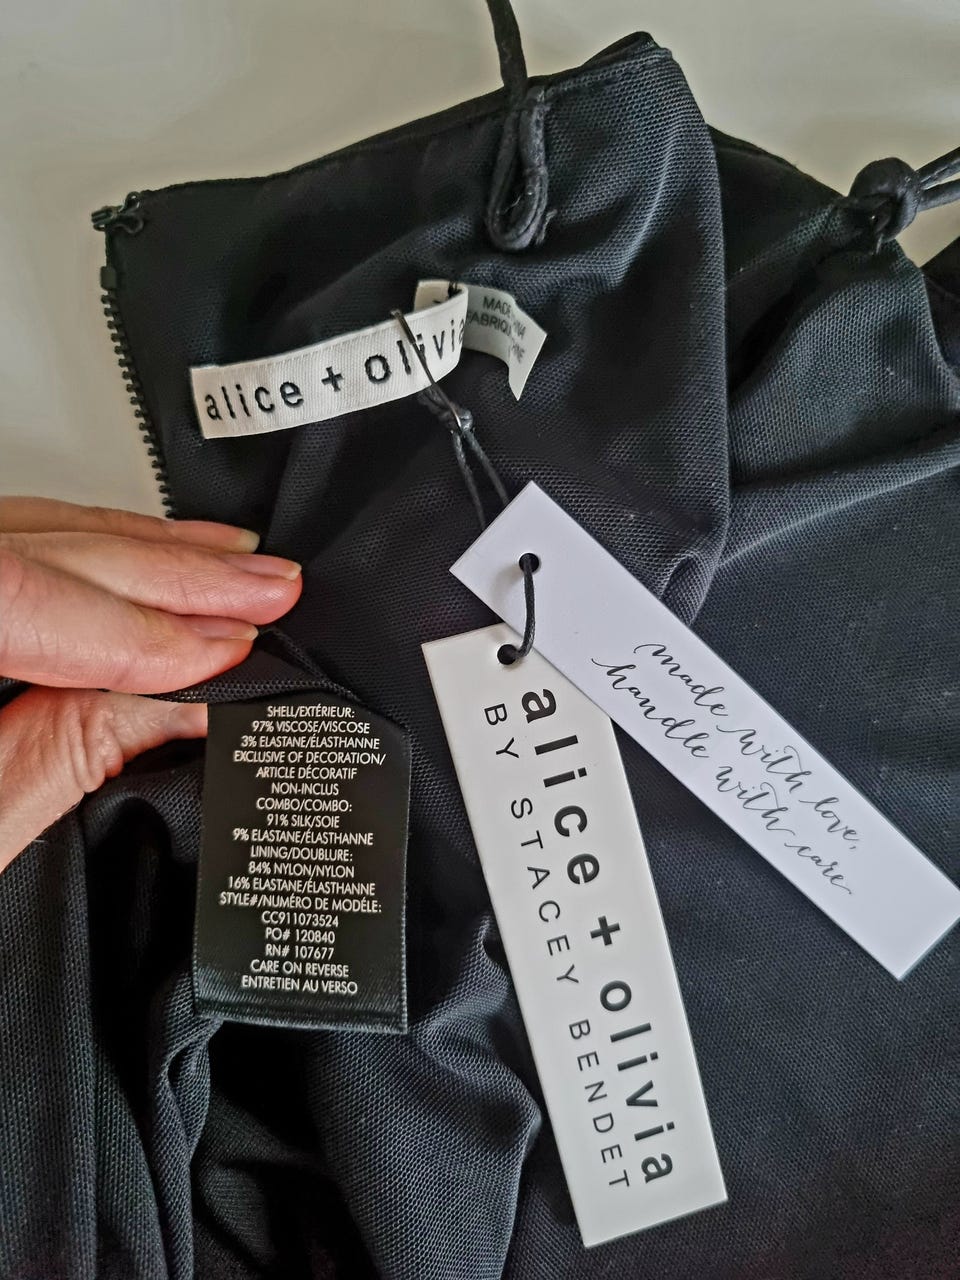 alice + olivia
MADE
FABRIQ
SHELL/EXTÉRIEUR:
97% VISCOSE/VISCOSE
3% ELASTANE/ÉLASTHANNE
EXCLUSIVE OF DECORATION/
ARTICLE DÉCORATIF
NON-INCLUS
COMBO/COMBO:
91% SILK/SOIE
9% ELASTANE/ÉLASTHANNE
LINING/DOUBLURE:
84% NYLON/NYLON
16% ELASTANE/ÉLASTHANNE
STYLE#/NUMÉRO DE MODÈLE:
CC911073524
PO# 120840
RN# 107677
CARE ON REVERSE
ENTRETIEN AU VERSO
alice + olivia
BY STACEY BENDET
made with love,
handle with care